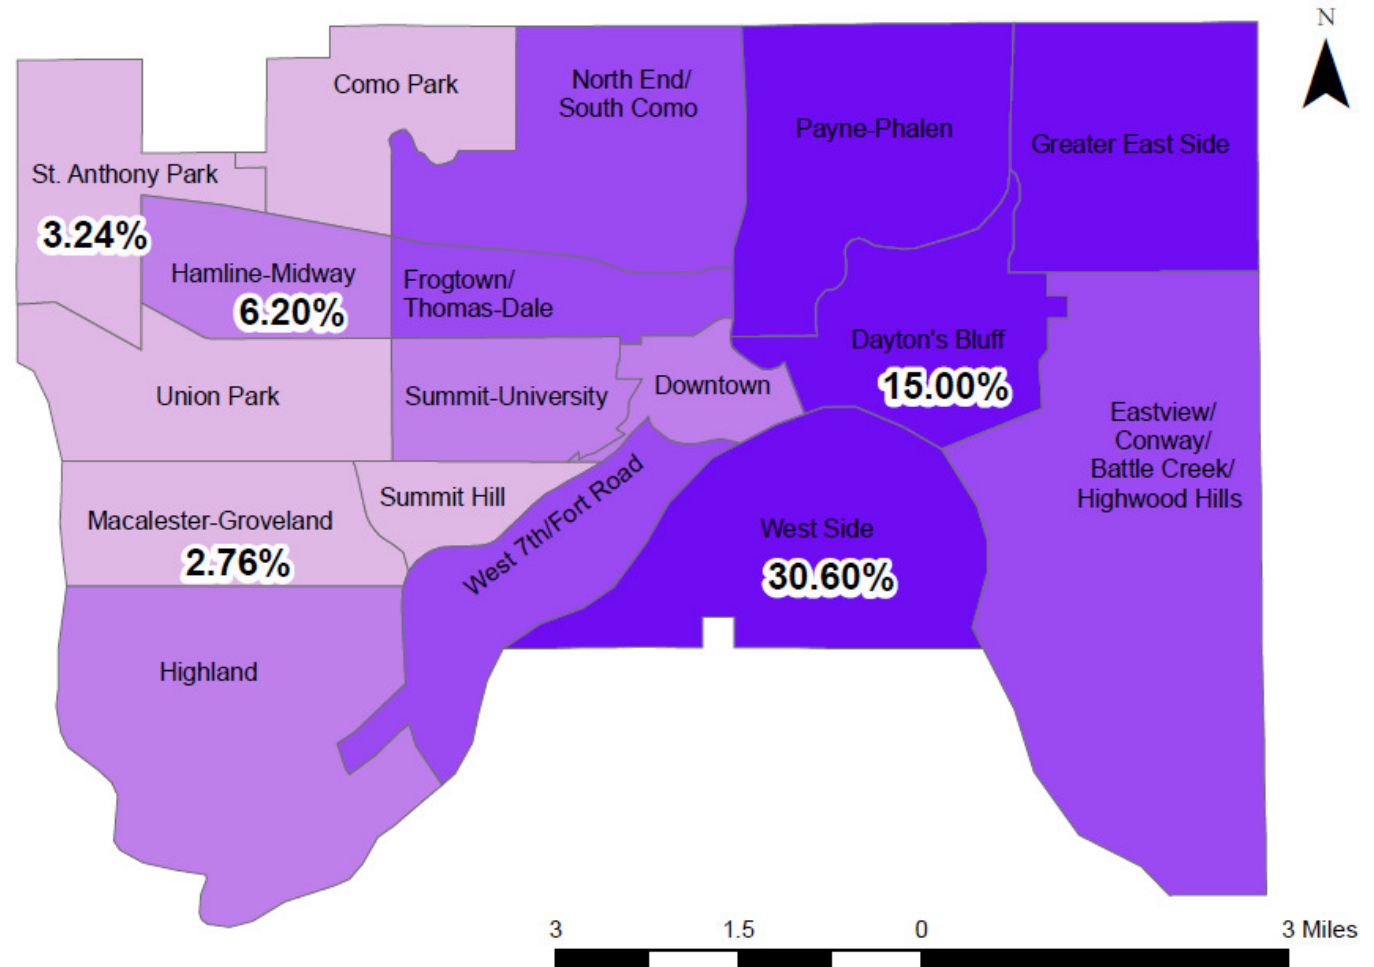 N
Como Park
North End/
South Como
Payne-Phalen
Greater East Side
St. Anthony Park
3.24%
Hamline-Midway
6.20%
Frogtown/
Thomas-Dale
Dayton's Bluff
15.00%
Union Park
Summit-University
Downtown
Eastview/
Conway/
Battle Creek/
Highwood Hills
Summit Hill
Macalester-Groveland
2.76%
West 7th/Fort Road
West Side
30.60%
Highland
3 1.5 0 3 Miles